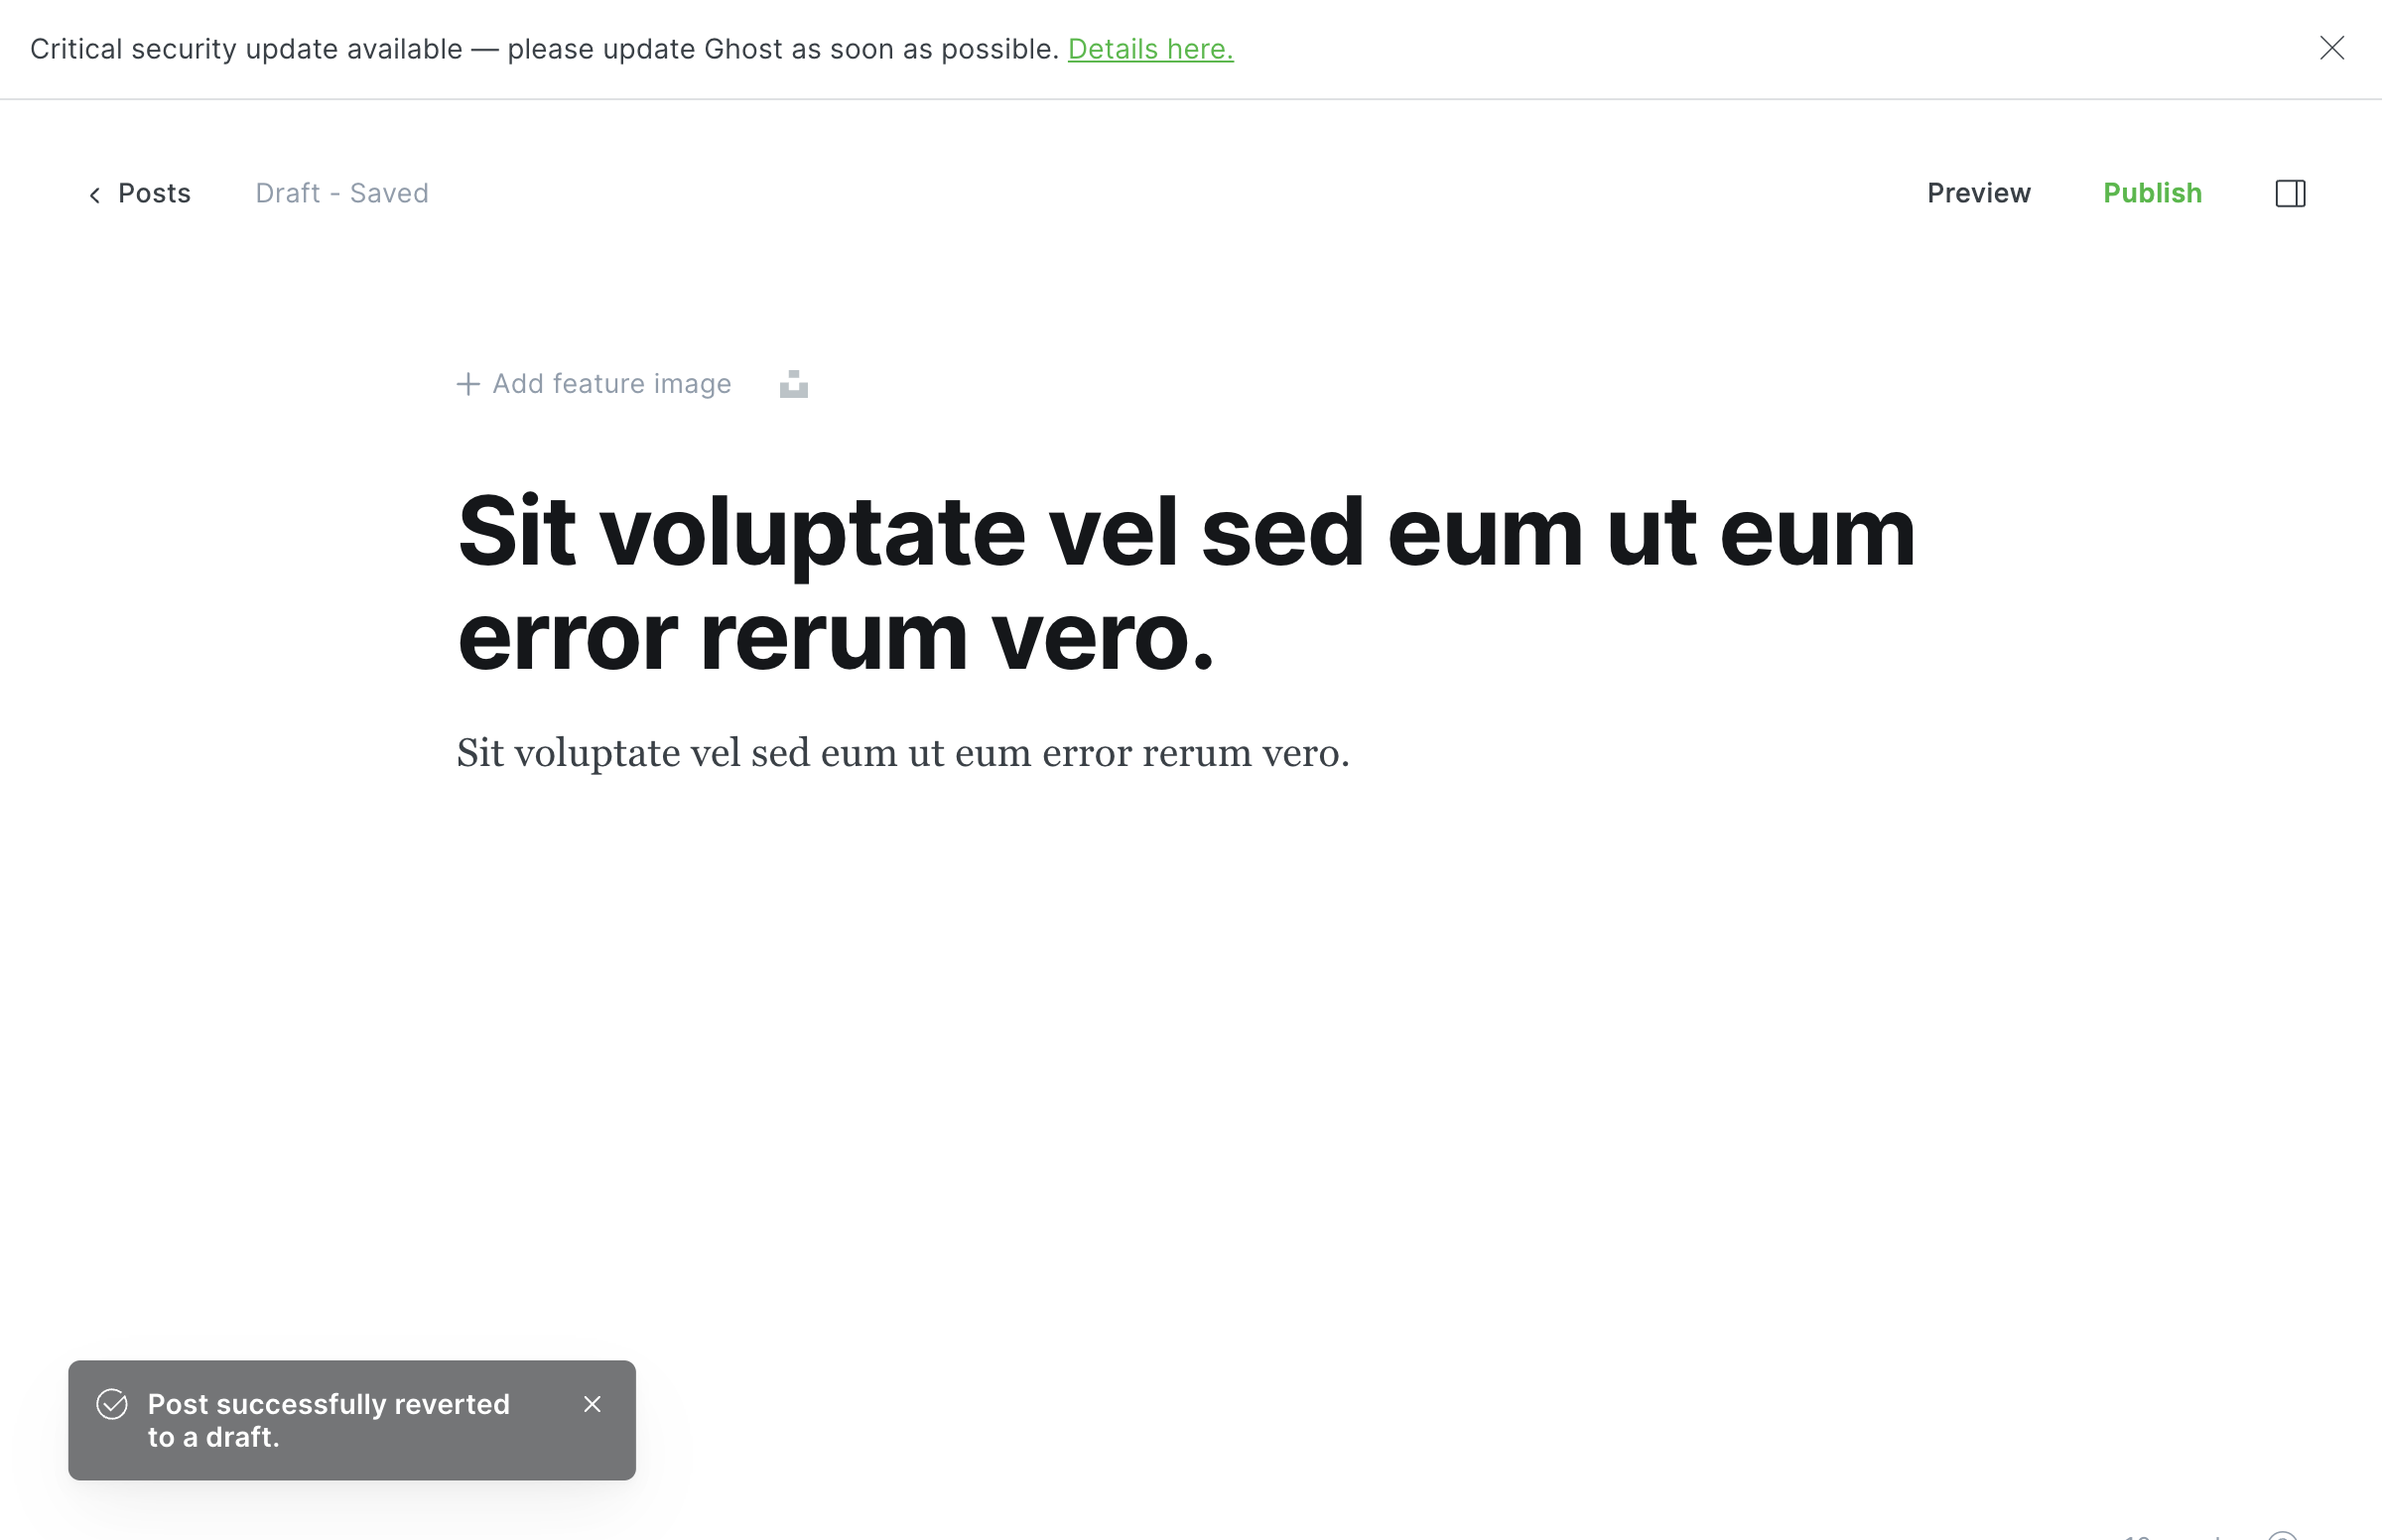 Critical security update available — please update Ghost as soon as possible. Details here.
Posts
Draft - Saved
Preview
Publish
Add feature image
Sit voluptate vel sed eum ut eum
error rerum vero.
Sit voluptate vel sed eum ut eum error rerum vero.
Post successfully reverted
to a draft.